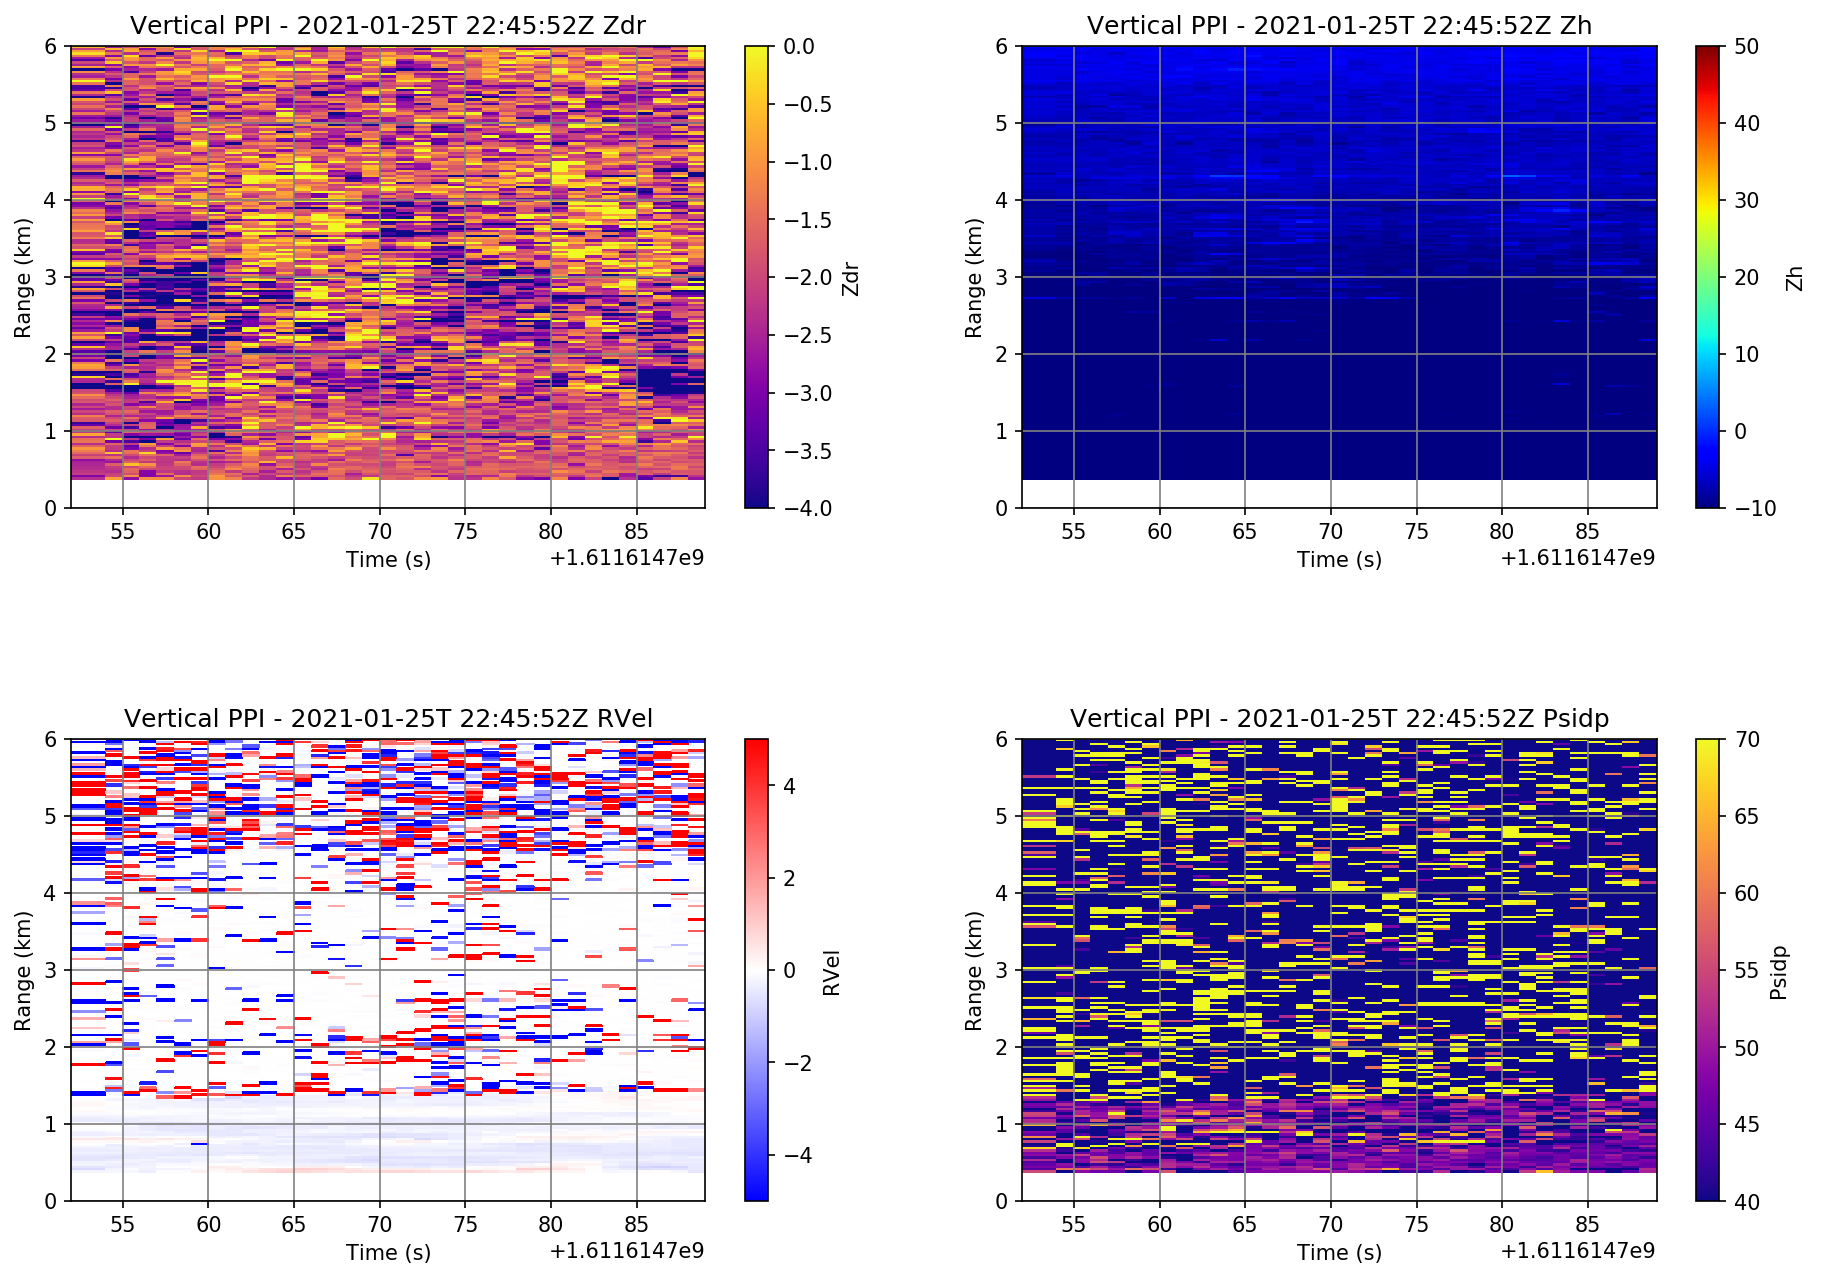 Vertical PPI - 2021-01-25T 22:45:52Z Zdr
6
5
4
3
2
1
0
Range (km)
55 60 65 70 75 80 85
Time (s)
+1.6116147e9
0.0
−0.5
−1.0
−1.5
−2.0
−2.5
−3.0
−3.5
−4.0
Zdr
Vertical PPI - 2021-01-25T 22:45:52Z Zh
6
5
4
3
2
1
0
Range (km)
55 60 65 70 75 80 85
Time (s)
+1.6116147e9
50
40
30
20
10
0
−10
Zh
Vertical PPI - 2021-01-25T 22:45:52Z RVel
6
5
4
3
2
1
0
Range (km)
55 60 65 70 75 80 85
Time (s)
+1.6116147e9
4
2
0
−2
−4
RVel
Vertical PPI - 2021-01-25T 22:45:52Z Psidp
6
5
4
3
2
1
0
Range (km)
55 60 65 70 75 80 85
Time (s)
+1.6116147e9
70
65
60
55
50
45
40
Psidp